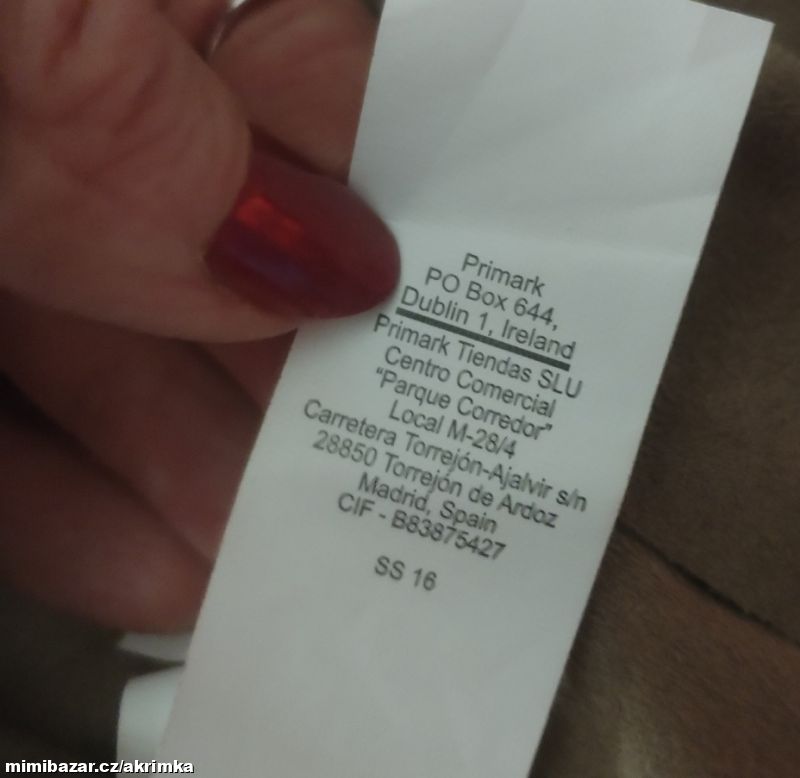 Primark
PO Box 644,
Dublin 1, Ireland
Primark Tiendas SLU
Centro Comercial
"Parque Corredor"
Local M-28/4
Carretera Torrejón-Ajalvir s/n
28850 Torrejón de Ardoz
Madrid, Spain
CIF - B83875427
SS 16
mimibazar.cz/akrimka